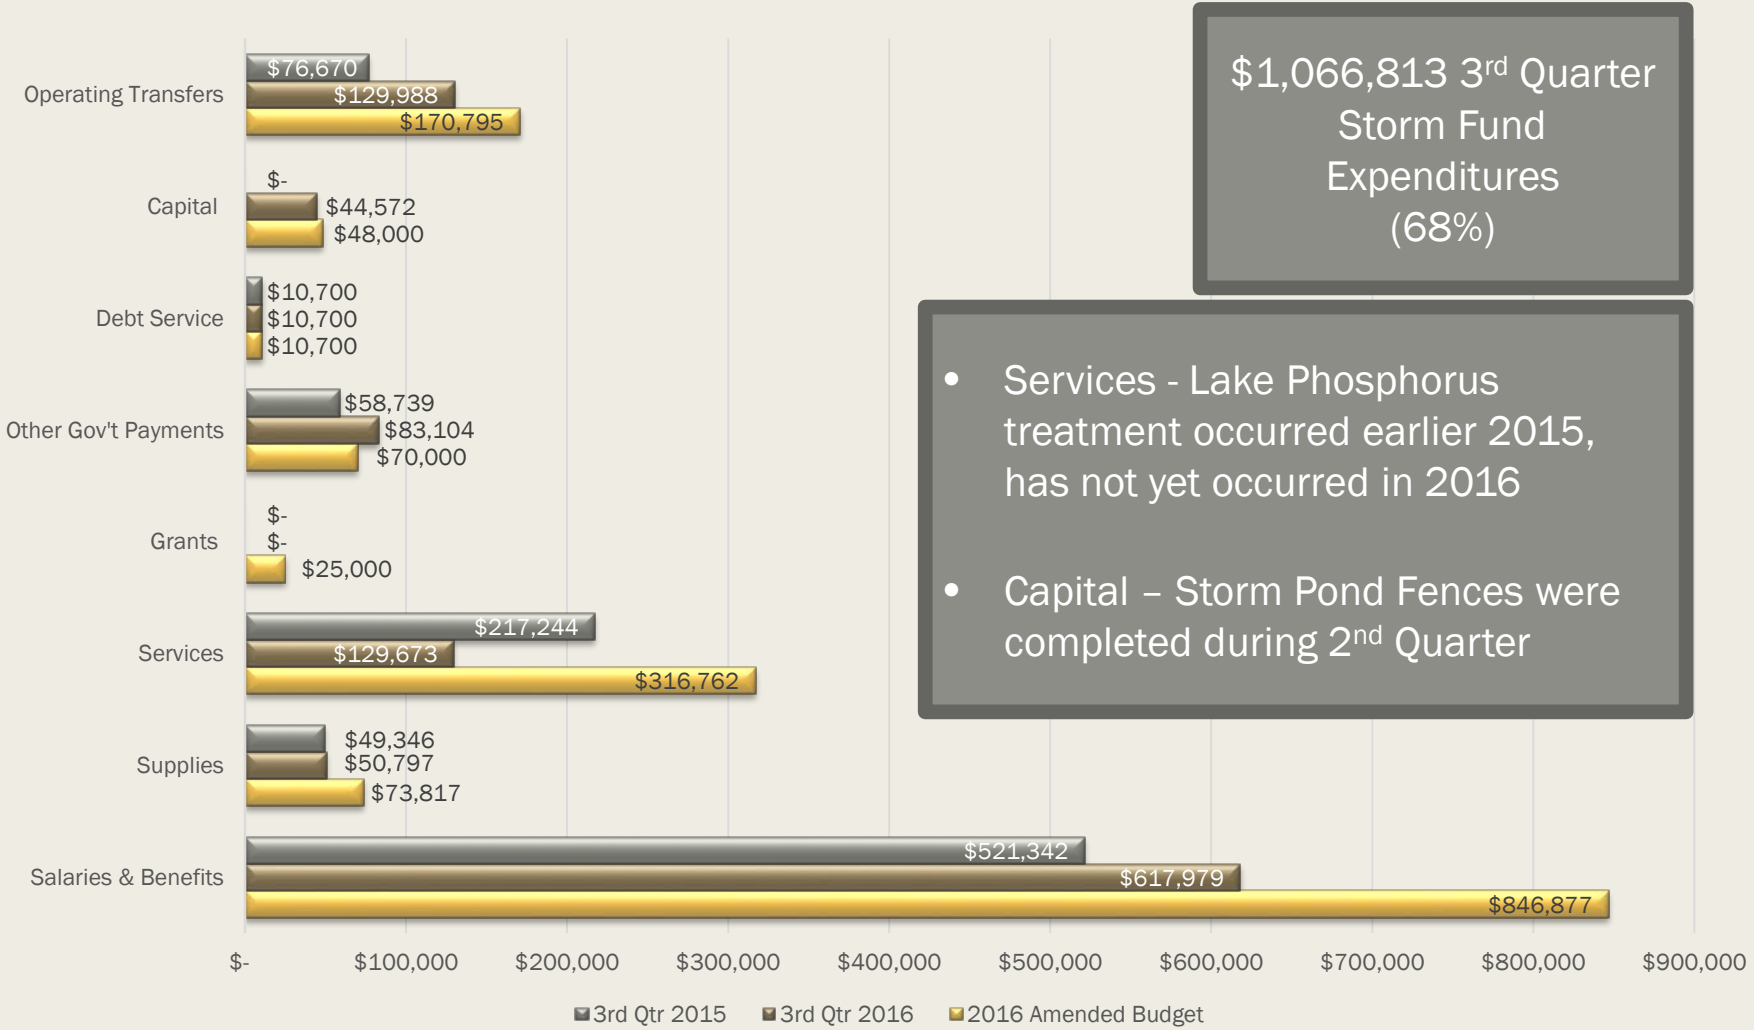 $1,066,813 3rd Quarter
Storm Fund
Expenditures
(68%)
• Services - Lake Phosphorus
treatment occurred earlier 2015,
has not yet occurred in 2016
• Capital – Storm Pond Fences were
completed during 2nd Quarter
Operating Transfers
$76,670
$129,988
$170,795
Capital
$-
$44,572
$48,000
Debt Service
$10,700
$10,700
$10,700
Other Gov't Payments
$58,739
$83,104
$70,000
Grants
$-
$-
$25,000
Services
$217,244
$129,673
$316,762
Supplies
$49,346
$50,797
$73,817
Salaries & Benefits
$521,342
$617,979
$846,877
$- $100,000 $200,000 $300,000 $400,000 $500,000 $600,000 $700,000 $800,000 $900,000
3rd Qtr 2015 3rd Qtr 2016 2016 Amended Budget